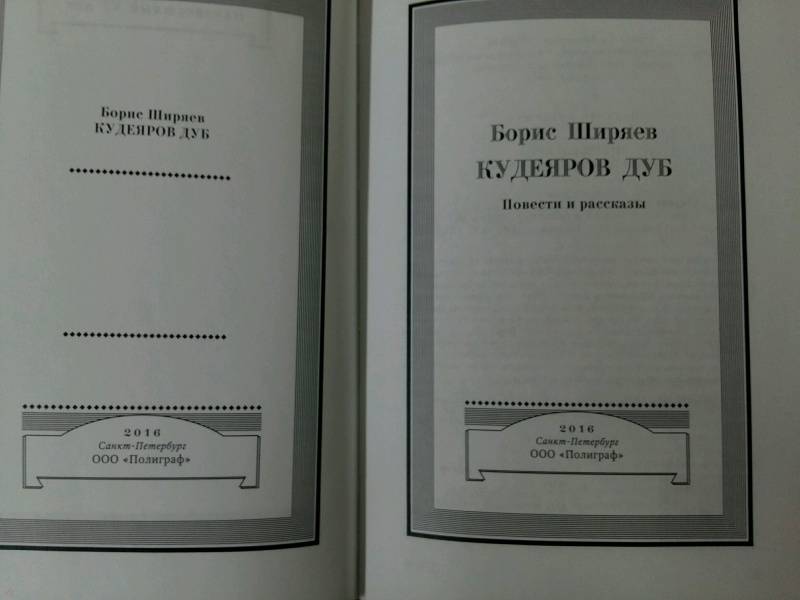 Борис Ширяев
КУДЕЯРОВ ДУБ
2016
Санкт-Петербург
ООО «Полиграф»
Борис Ширяев
КУДЕЯРОВ ДУБ
Повести и рассказы
2016
Санкт-Петербург
ООО «Полиграф»